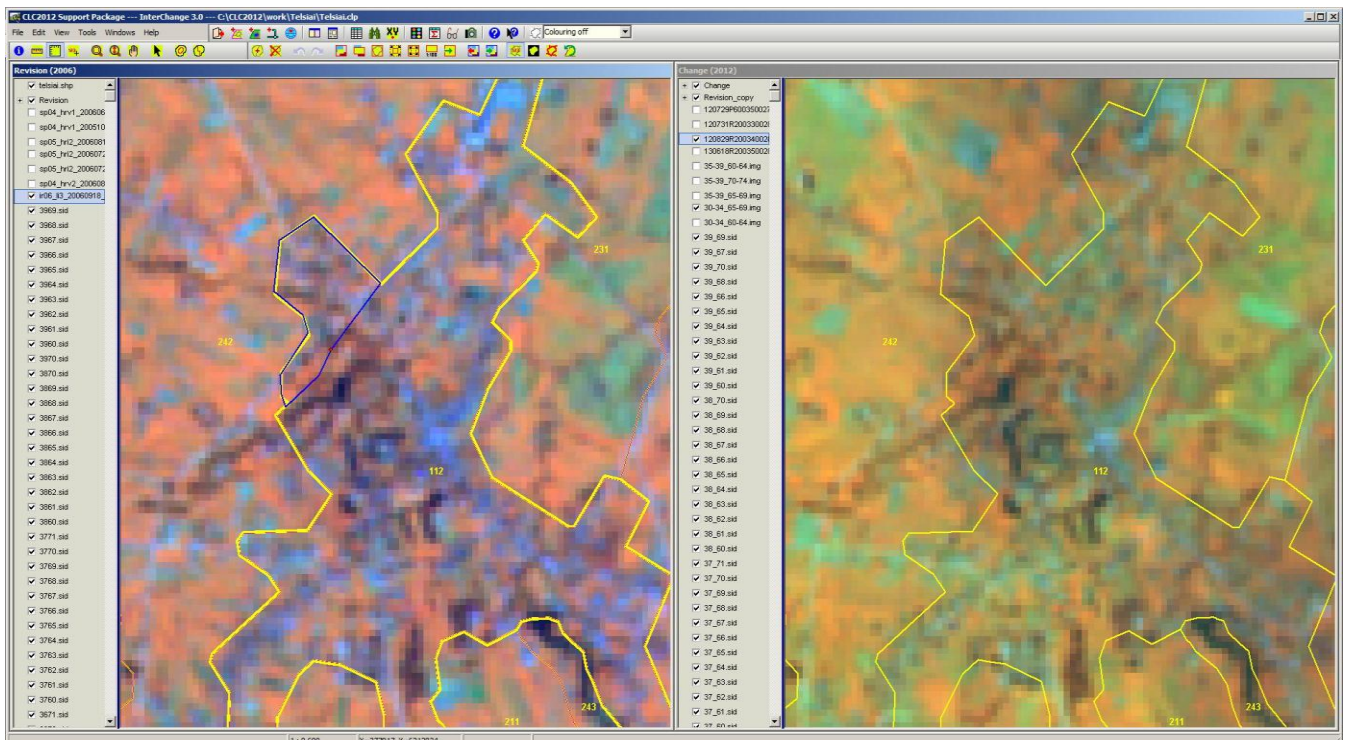 CLC2012 Support Package --- InterChange 3.0 --- C:\CLC2012\work\Telsiai\Telsiai.clp
File Edit View Tools Windows Help
Colouring off
Revision (2006)
telsiai.shp
Revision
sp04_hrv1_200606
sp04_hrv1_200510
sp05_hri2_2006081
sp05_hri2_2006072
sp05_hri2_2006072
sp04_hrv2_200608
ir06_li3_20060918_
3969.sid
3968.sid
3967.sid
3966.sid
3965.sid
3964.sid
3963.sid
3962.sid
3961.sid
3960.sid
3970.sid
3870.sid
3869.sid
3868.sid
3867.sid
3866.sid
3865.sid
3864.sid
3863.sid
3862.sid
3861.sid
3860.sid
3771.sid
3770.sid
3769.sid
3768.sid
3767.sid
3766.sid
3765.sid
3764.sid
3763.sid
3762.sid
3761.sid
3760.sid
3671.sid
231
242
112
243
211
Change (2012)
Change
Revision_copy
120729P600350027
120731R200330028
120829R200340028
130618R200350028
35-39_60-64.img
35-39_70-74.img
35-39_65-69.img
30-34_65-69.img
30-34_60-64.img
39_69.sid
39_67.sid
39_70.sid
39_68.sid
39_66.sid
39_65.sid
39_64.sid
39_63.sid
39_62.sid
39_61.sid
39_60.sid
38_70.sid
38_69.sid
38_68.sid
38_67.sid
38_66.sid
38_65.sid
38_64.sid
38_63.sid
38_62.sid
38_61.sid
38_60.sid
37_71.sid
37_70.sid
37_69.sid
37_68.sid
37_67.sid
37_66.sid
37_65.sid
37_64.sid
37_63.sid
37_62.sid
37_61.sid
37_60.sid
231
242
112
243
211